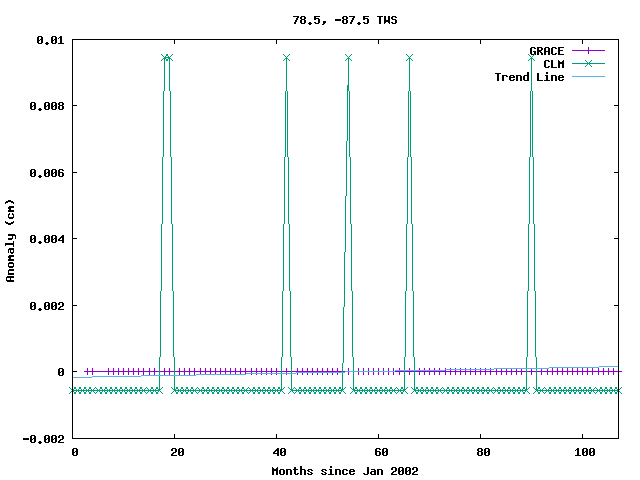 78.5, -87.5 TWS
0.01
GRACE
CLM
Trend Line
0.008
0.006
0.004
0.002
0
-0.002
Anomaly (cm)
0 20 40 60 80 100
Months since Jan 2002